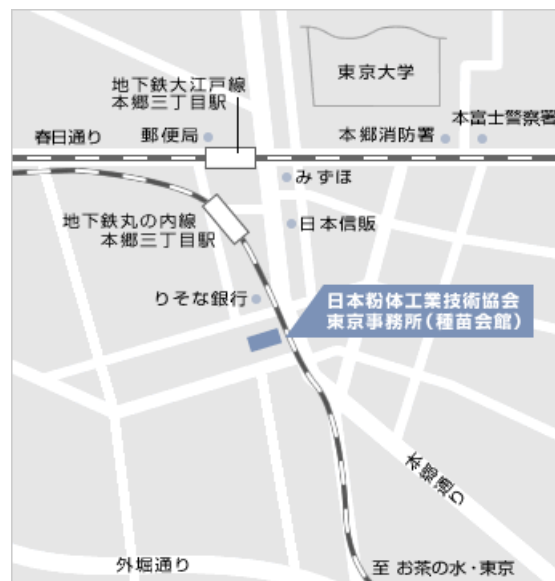 東京大学
地下鉄大江戸線
本郷三丁目駅
本富士警察署
春日通り
郵便局
本郷消防署
みずほ
地下鉄丸の内線
本郷三丁目駅
日本信販
りそな銀行
日本粉体工業技術協会
東京事務所(種苗会館)
本郷通り
外堀通り
至 お茶の水・東京